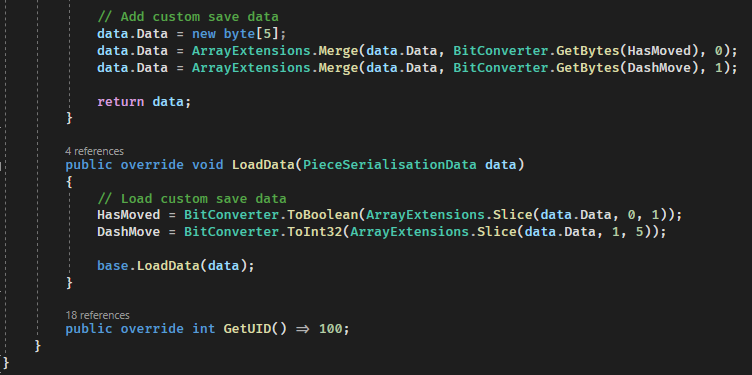 // Add custom save data
data.Data = new byte[5];
data.Data = ArrayExtensions.Merge(data.Data, BitConverter.GetBytes(HasMoved), 0);
data.Data = ArrayExtensions.Merge(data.Data, BitConverter.GetBytes(DashMove), 1);
return data;
}
4 references
public override void LoadData(PieceSerialisationData data)
{
// Load custom save data
HasMoved = BitConverter.ToBoolean(ArrayExtensions.Slice(data.Data, 0, 1));
DashMove = BitConverter.ToInt32(ArrayExtensions.Slice(data.Data, 1, 5));
base.LoadData(data);
}
18 references
public override int GetUID() => 100;
}
}